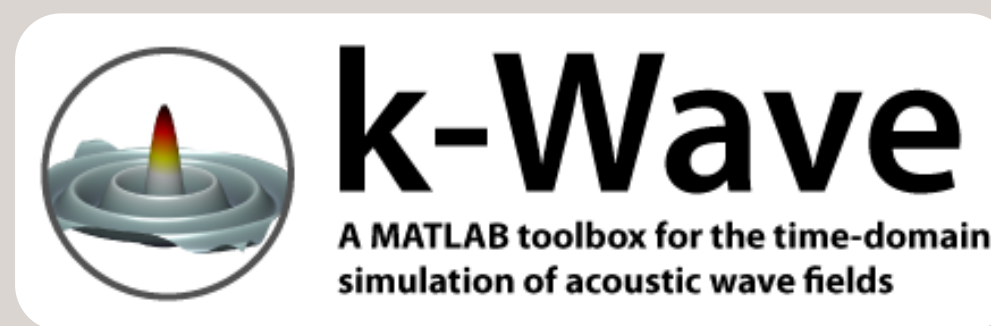 k-Wave
A MATLAB toolbox for the time-domain
simulation of acoustic wave fields